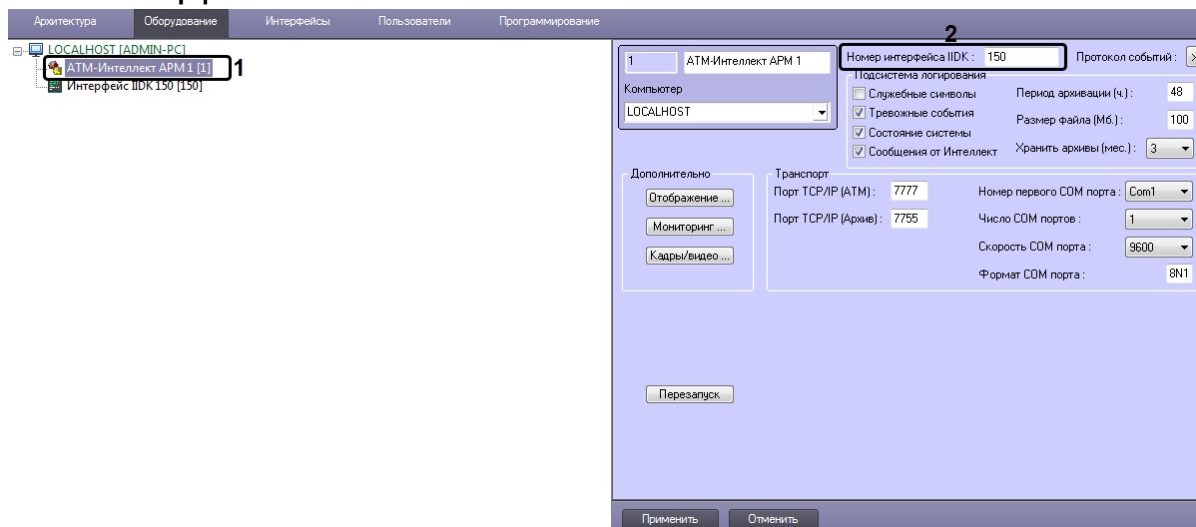 Архитектура Оборудование Интерфейсы Пользователи Программирование
LOCALHOST [ADMIN-PC]
АТМ-Интеллект АРМ 1 [1] 1
Интерфейс IIDK 150 [150]
2
1 АТМ-Интеллект АРМ 1
Номер интерфейса IIDK : 150 Протокол событий : >
Компьютер
LOCALHOST
Подсистема логирования
Служебные символы Период архивации (ч.) : 48
Тревожные события Размер файла (Мб.) : 100
Состояние системы
Сообщения от Интеллект Хранить архивы (мес.) : 3
Дополнительно
Отображение ...
Мониторинг ...
Кадры/видео ...
Транспорт
Порт TCP/IP (АТМ) : 7777 Номер первого COM порта : Com1
Порт TCP/IP (Архив) : 7755 Число COM портов : 1
Скорость COM порта : 9600
Формат COM порта : 8N1
Перезапуск
Применить Отменить